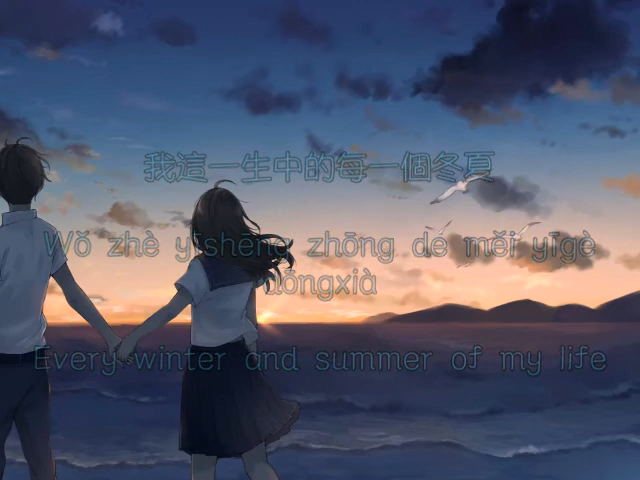 我這一生中的每一個冬夏
Wǒ zhè yīshēng zhōng de měi yīgè
dōngxià
Every winter and summer of my life